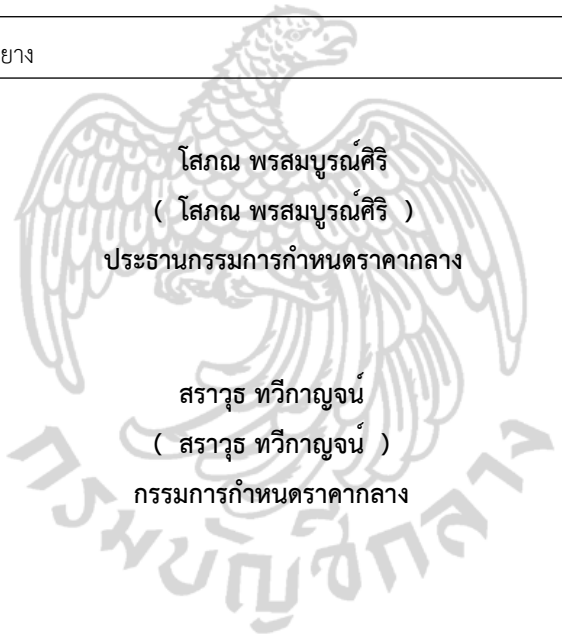 ยาง
โสภณ พรสมบูรณ์ศิริ
( โสภณ พรสมบูรณ์ศิริ )
ประธานกรรมการกำหนดราคากลาง
สราวุธ ทวีกาญจน์
( สราวุธ ทวีกาญจน์ )
กรรมการกำหนดราคากลาง
กรมบัญชีกลาง